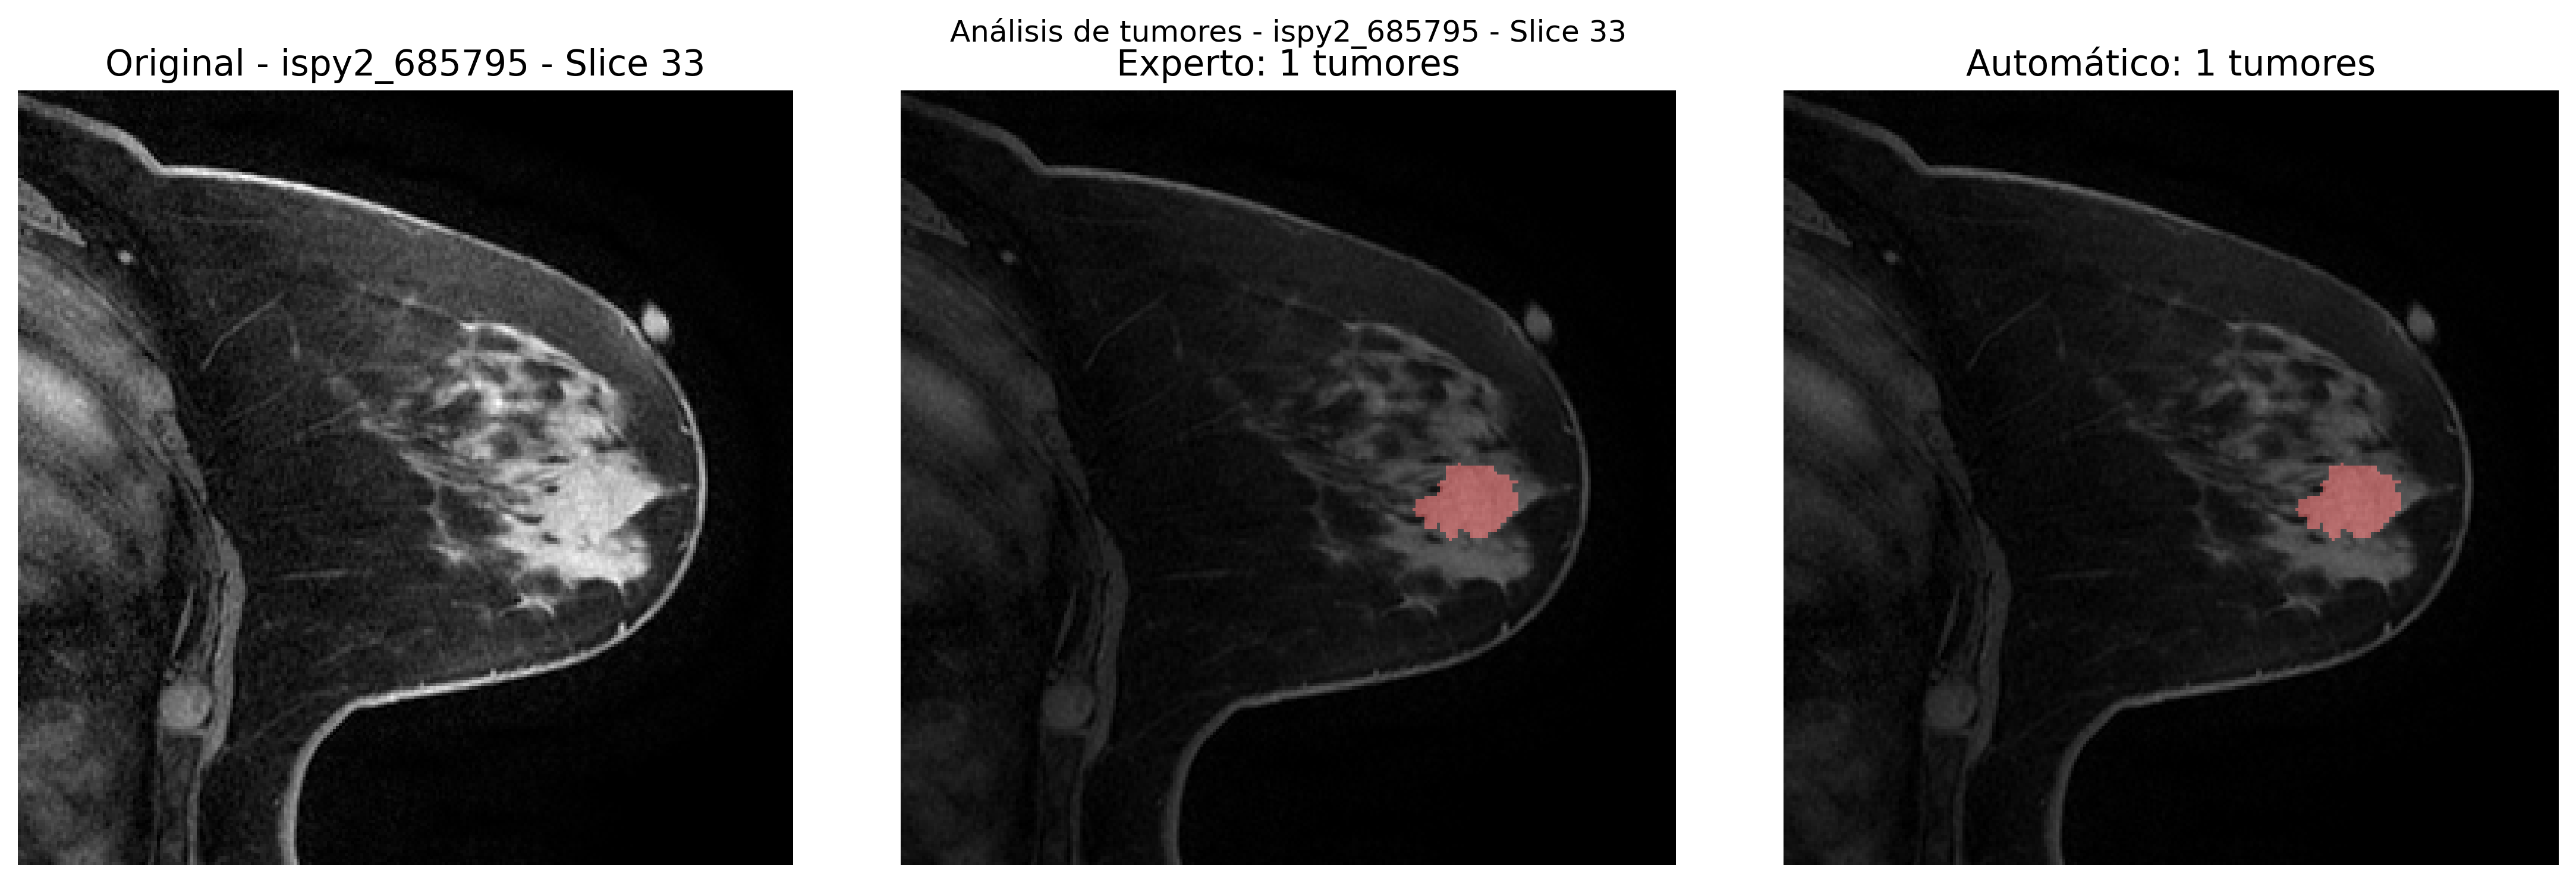 Análisis de tumores - ispy2_685795 - Slice 33
Original - ispy2_685795 - Slice 33
Experto: 1 tumores
Automático: 1 tumores